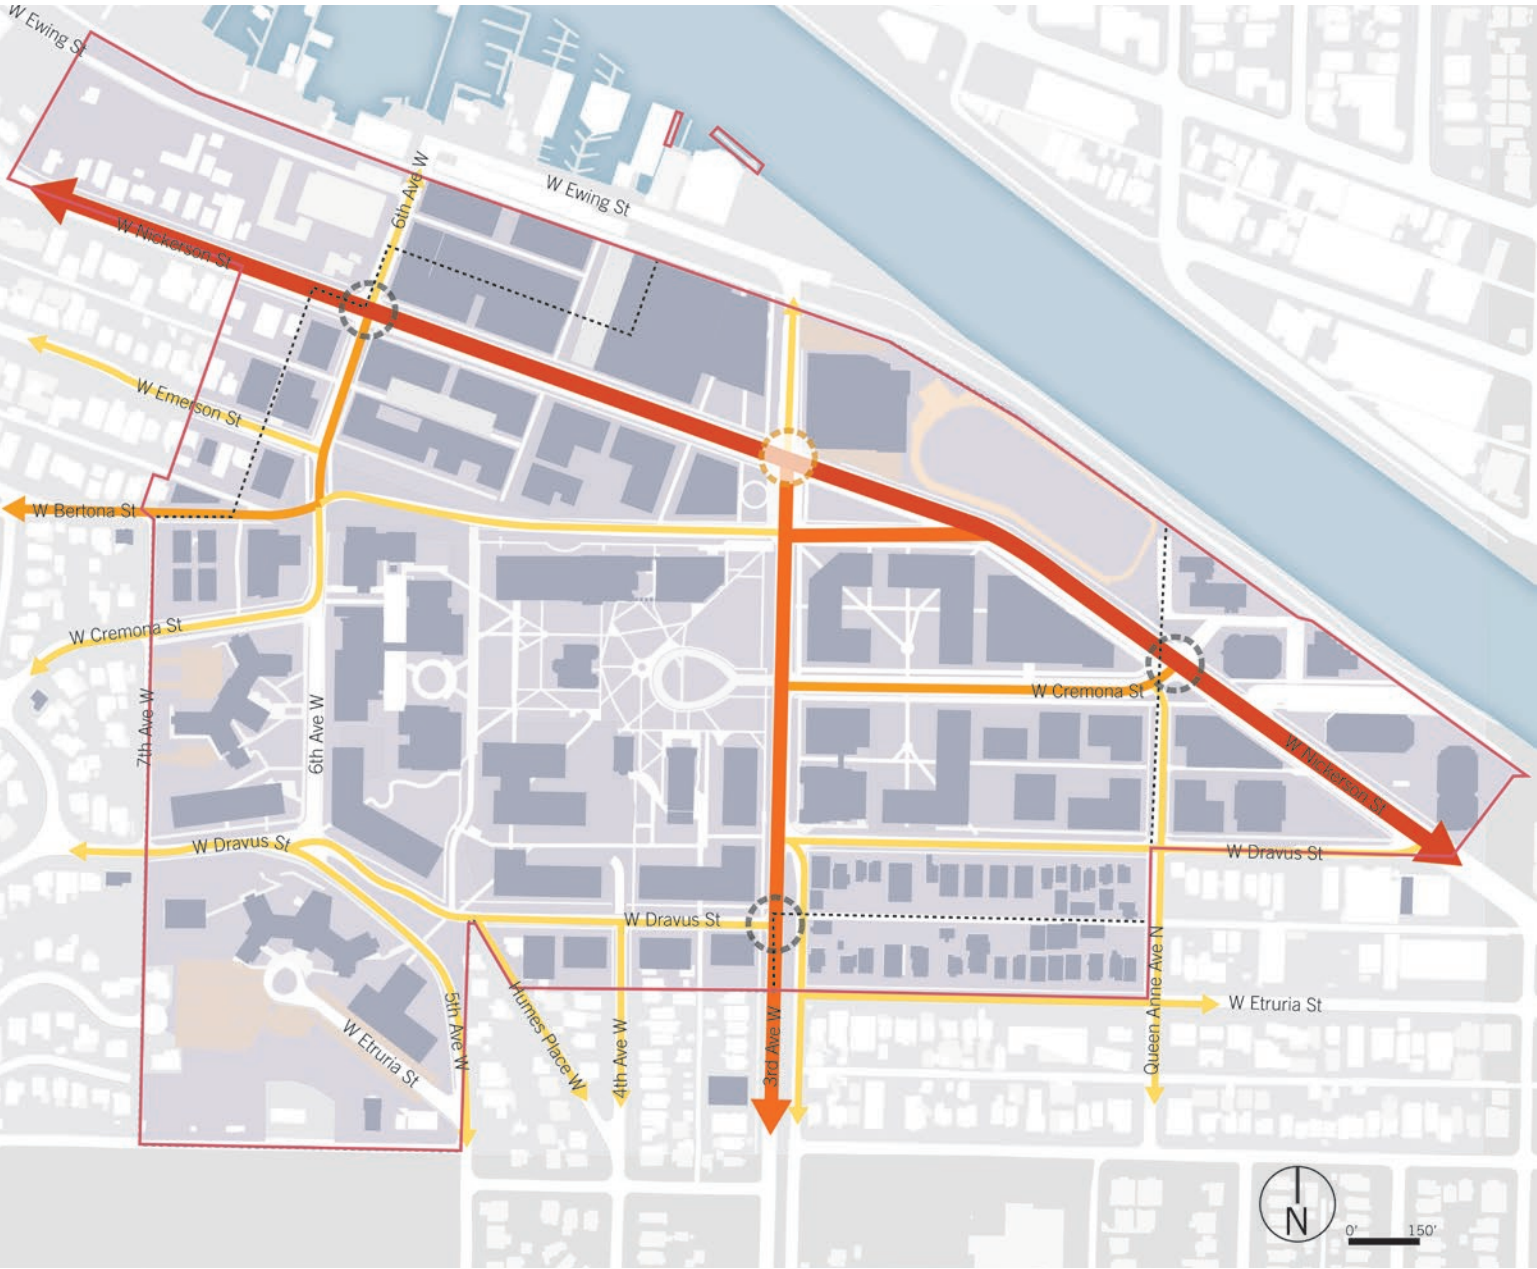 W Ewing St
6th Ave W
W Ewing St
W Nickerson St
W Emerson St
W Bertona St
W Cremona St
7th Ave W
6th Ave W
W Cremona St
W Nickerson St
W Dravus St
W Dravus St
W Dravus St
5th Ave W
Humes Place W
4th Ave W
3rd Ave W
Queen Anne Ave N
W Etruria St
W Etruria St
N
0'
150'